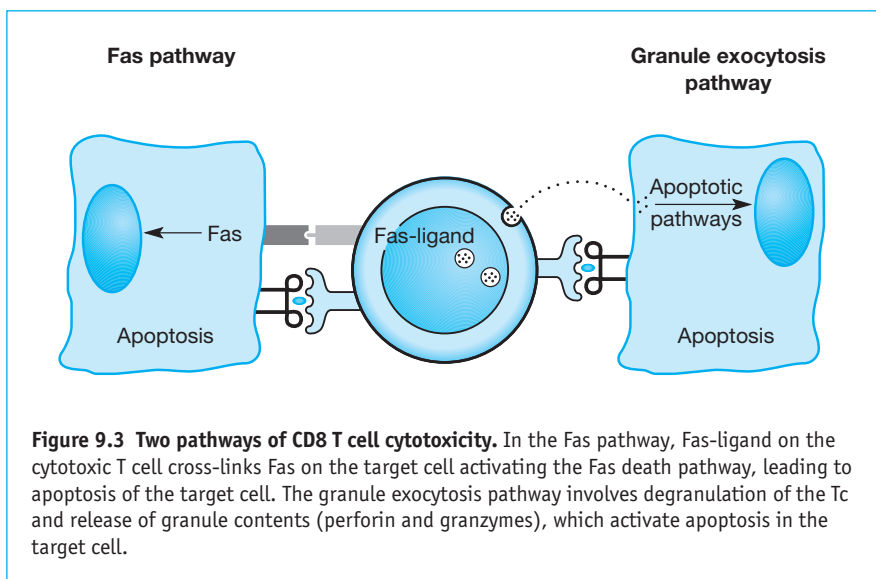 Fas pathway
Granule exocytosis
pathway
Fas
Fas-ligand
Apoptotic
pathways
Apoptosis
Apoptosis
Figure 9.3 Two pathways of CD8 T cell cytotoxicity. In the Fas pathway, Fas-ligand on the
cytotoxic T cell cross-links Fas on the target cell activating the Fas death pathway, leading to
apoptosis of the target cell. The granule exocytosis pathway involves degranulation of the Tc
and release of granule contents (perforin and granzymes), which activate apoptosis in the
target cell.